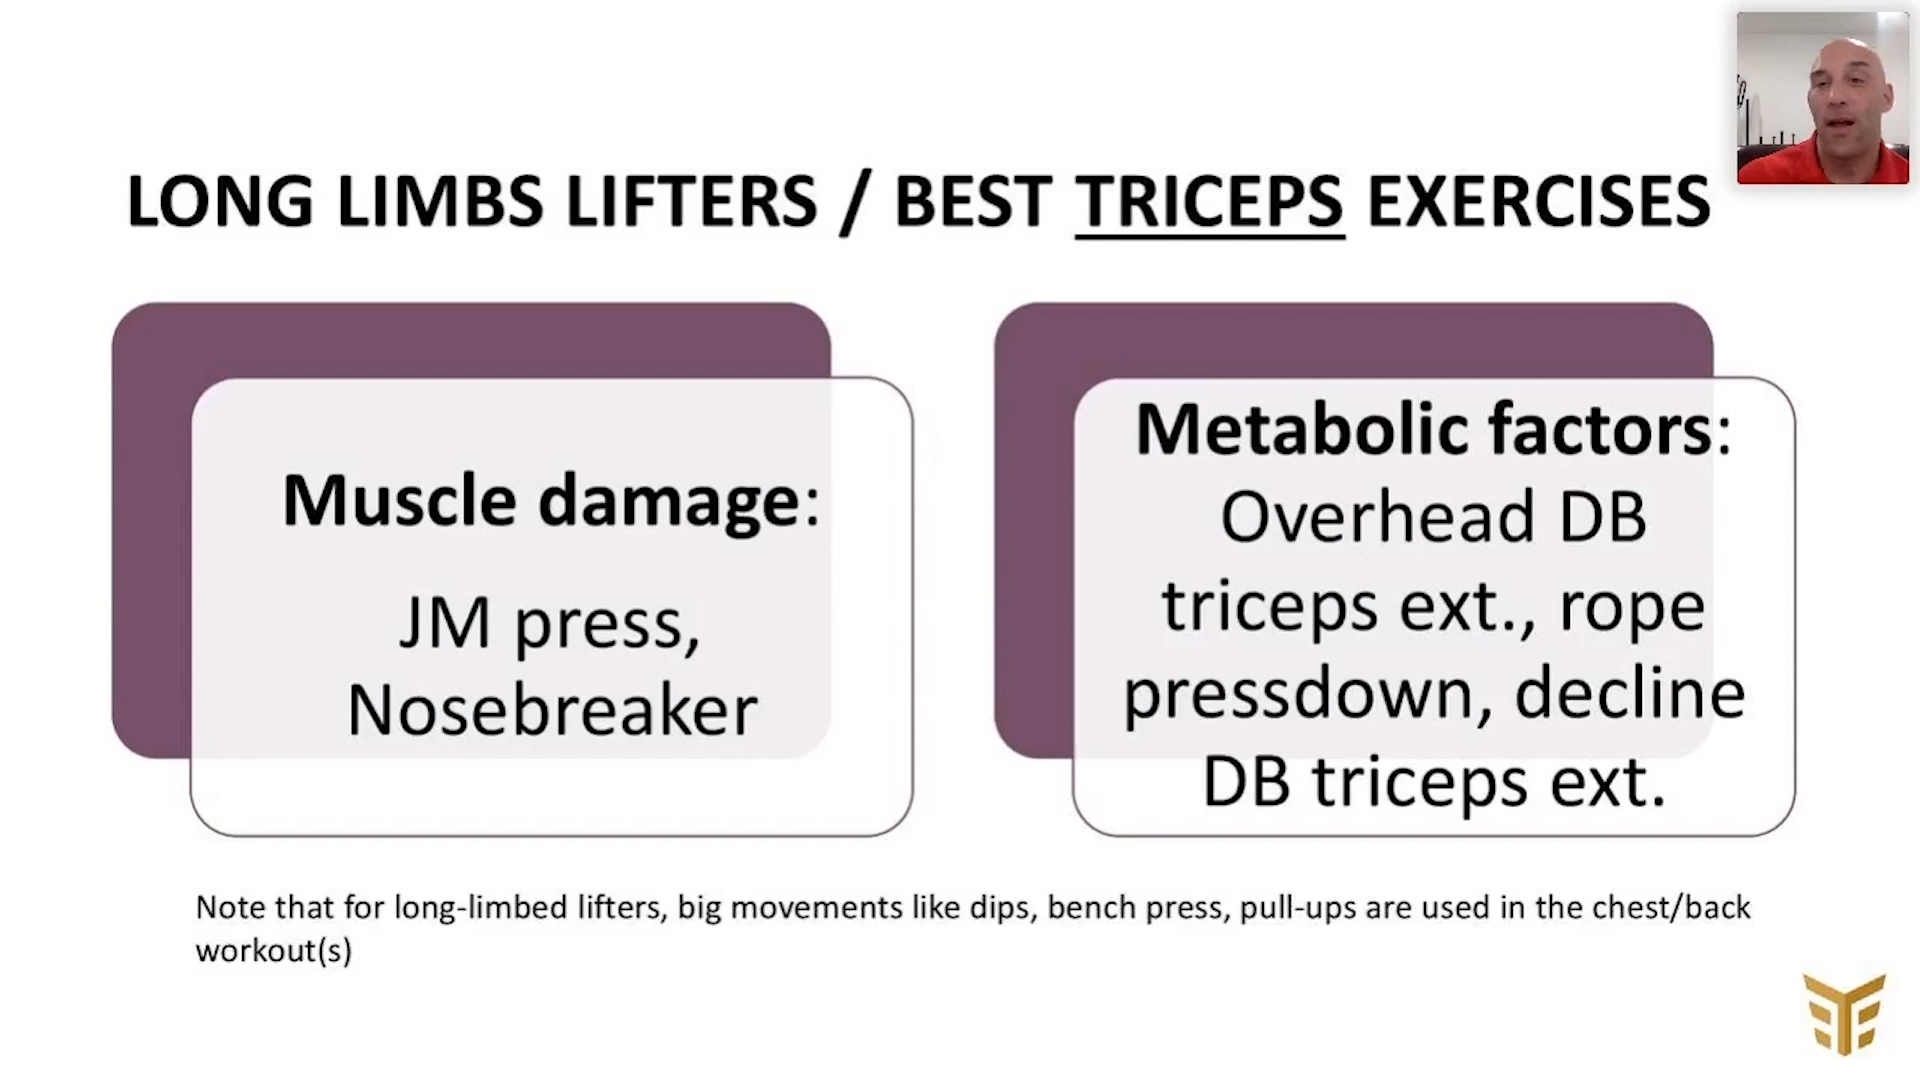 LONG LIMBS LIFTERS / BEST TRICEPS EXERCISES
Muscle damage:
JM press,
Nosebreaker
Metabolic factors:
Overhead DB
triceps ext., rope
pressdown, decline
DB triceps ext.
Note that for long-limbed lifters, big movements like dips, bench press, pull-ups are used in the chest/back
workout(s)